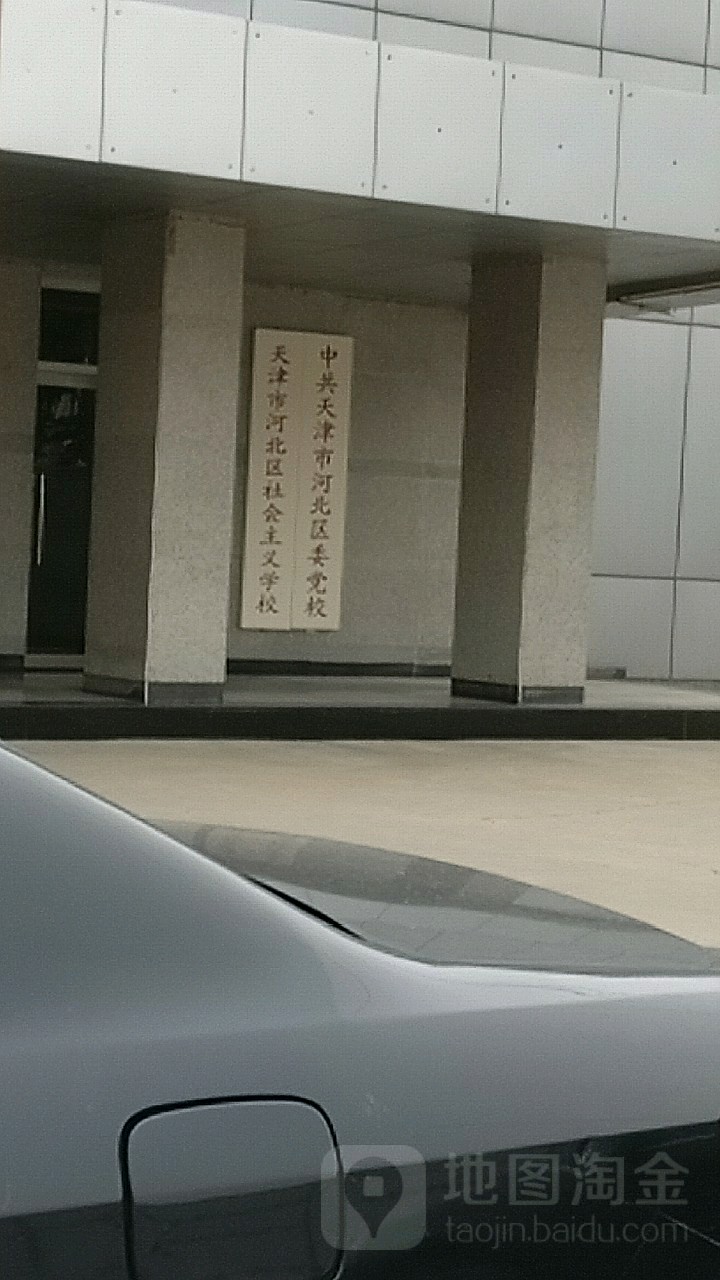 中共天津市河北区委党校
天津市河北区社会主义学校
地图淘金
taojin.baidu.com